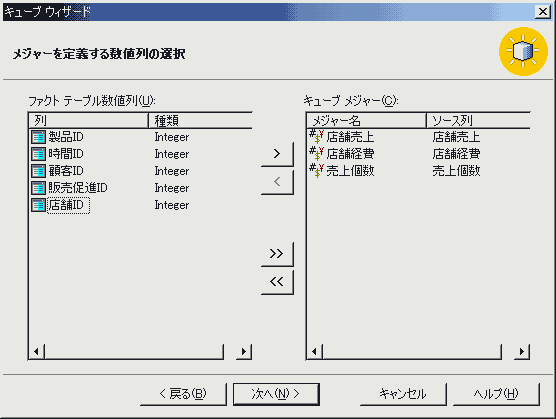 キューブ ウィザード
メジャーを定義する数値列の選択
ファクト テーブル数値列(U):
列 種類
製品ID Integer
時間ID Integer
顧客ID Integer
販売促進ID Integer
店舗ID Integer
>
<
>>
<<
キューブ メジャー(C):
メジャー名 ソース列
店舗売上 店舗売上
店舗経費 店舗経費
売上個数 売上個数
< 戻る(B) 次へ(N) > キャンセル ヘルプ(H)